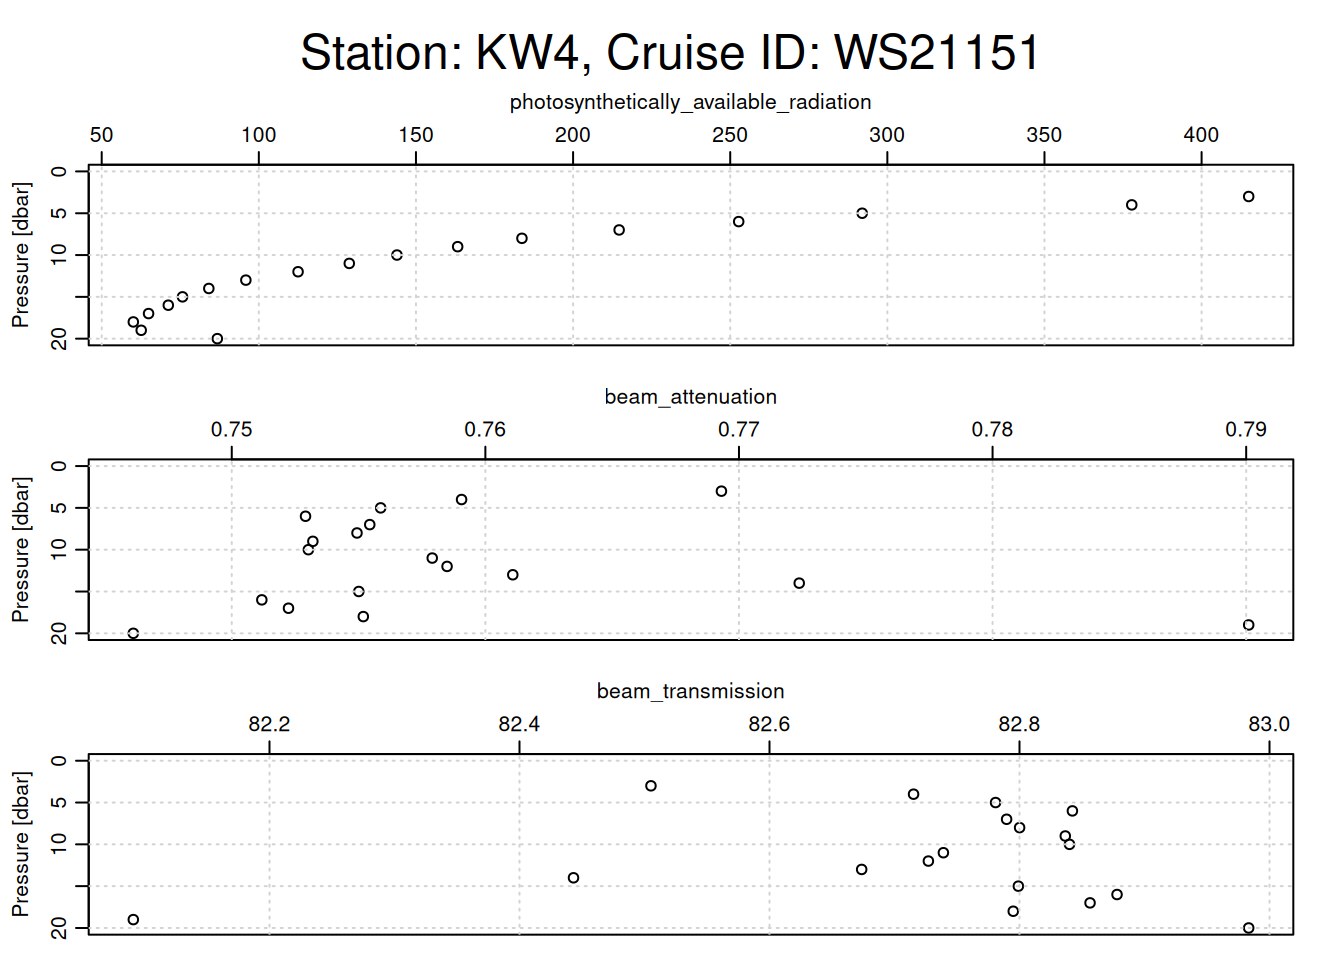 Station: KW4, Cruise ID: WS21151
photosynthetically_available_radiation
50 100 150 200 250 300 350 400
Pressure [dbar]
0
5
10
20
beam_attenuation
0.75 0.76 0.77 0.78 0.79
Pressure [dbar]
0
5
10
20
beam_transmission
82.2 82.4 82.6 82.8 83.0
Pressure [dbar]
0
5
10
20